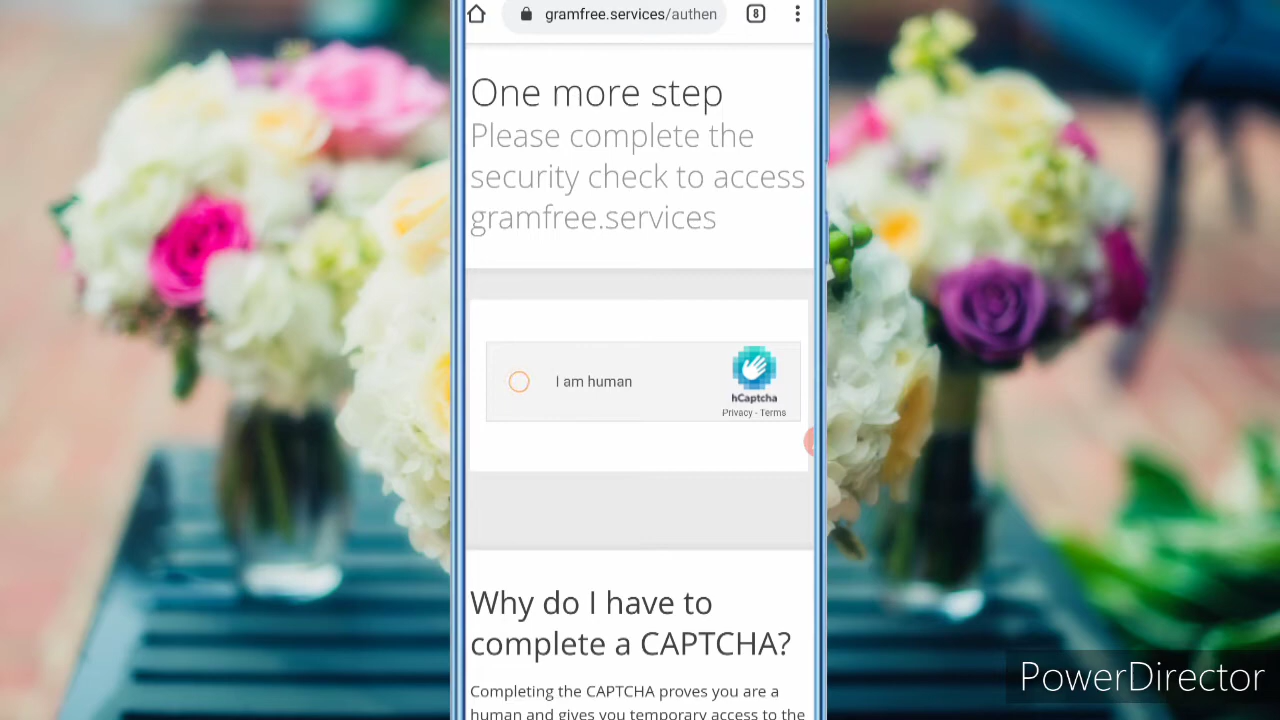 gramfree.services/authen
8
One more step
Please complete the
security check to access
gramfree.services
I am human
hCaptcha
Privacy - Terms
Why do I have to
complete a CAPTCHA?
Completing the CAPTCHA proves you are a
human and gives you temporary access to the
PowerDirector